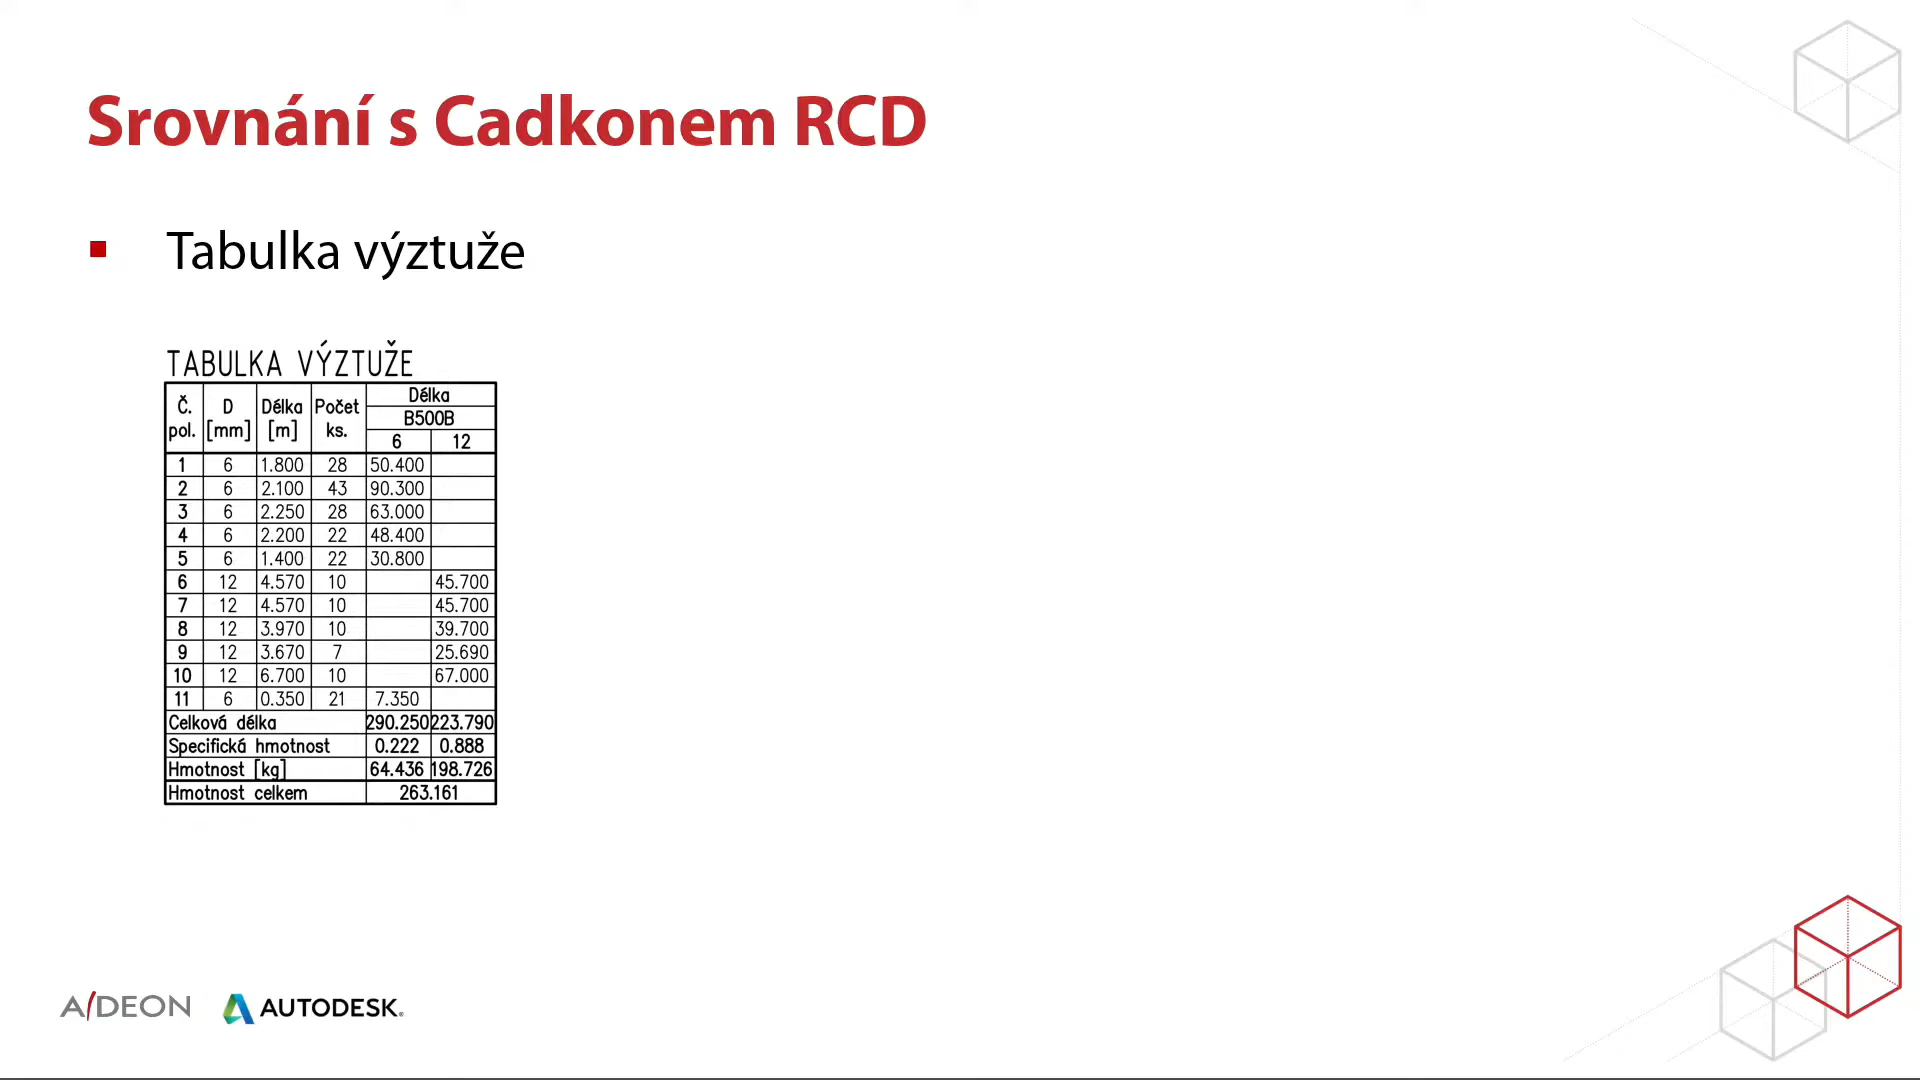 Srovnání s Cadkonem RCD
▪ Tabulka výztuže
TABULKA VÝZTUŽE
Č. pol. D [mm] Délka [m] Počet ks. Délka
B500B
6 12
1 6 1.800 28 50.400
2 6 2.100 43 90.300
3 6 2.250 28 63.000
4 6 2.200 22 48.400
5 6 1.400 22 30.800
6 12 4.570 10 45.700
7 12 4.570 10 45.700
8 12 3.970 10 39.700
9 12 3.670 7 25.690
10 12 6.700 10 67.000
11 6 0.350 21 7.350
Celková délka 290.250 223.790
Specifická hmotnost 0.222 0.888
Hmotnost [kg] 64.436 198.726
Hmotnost celkem 263.161
A/DEON AUTODESK.